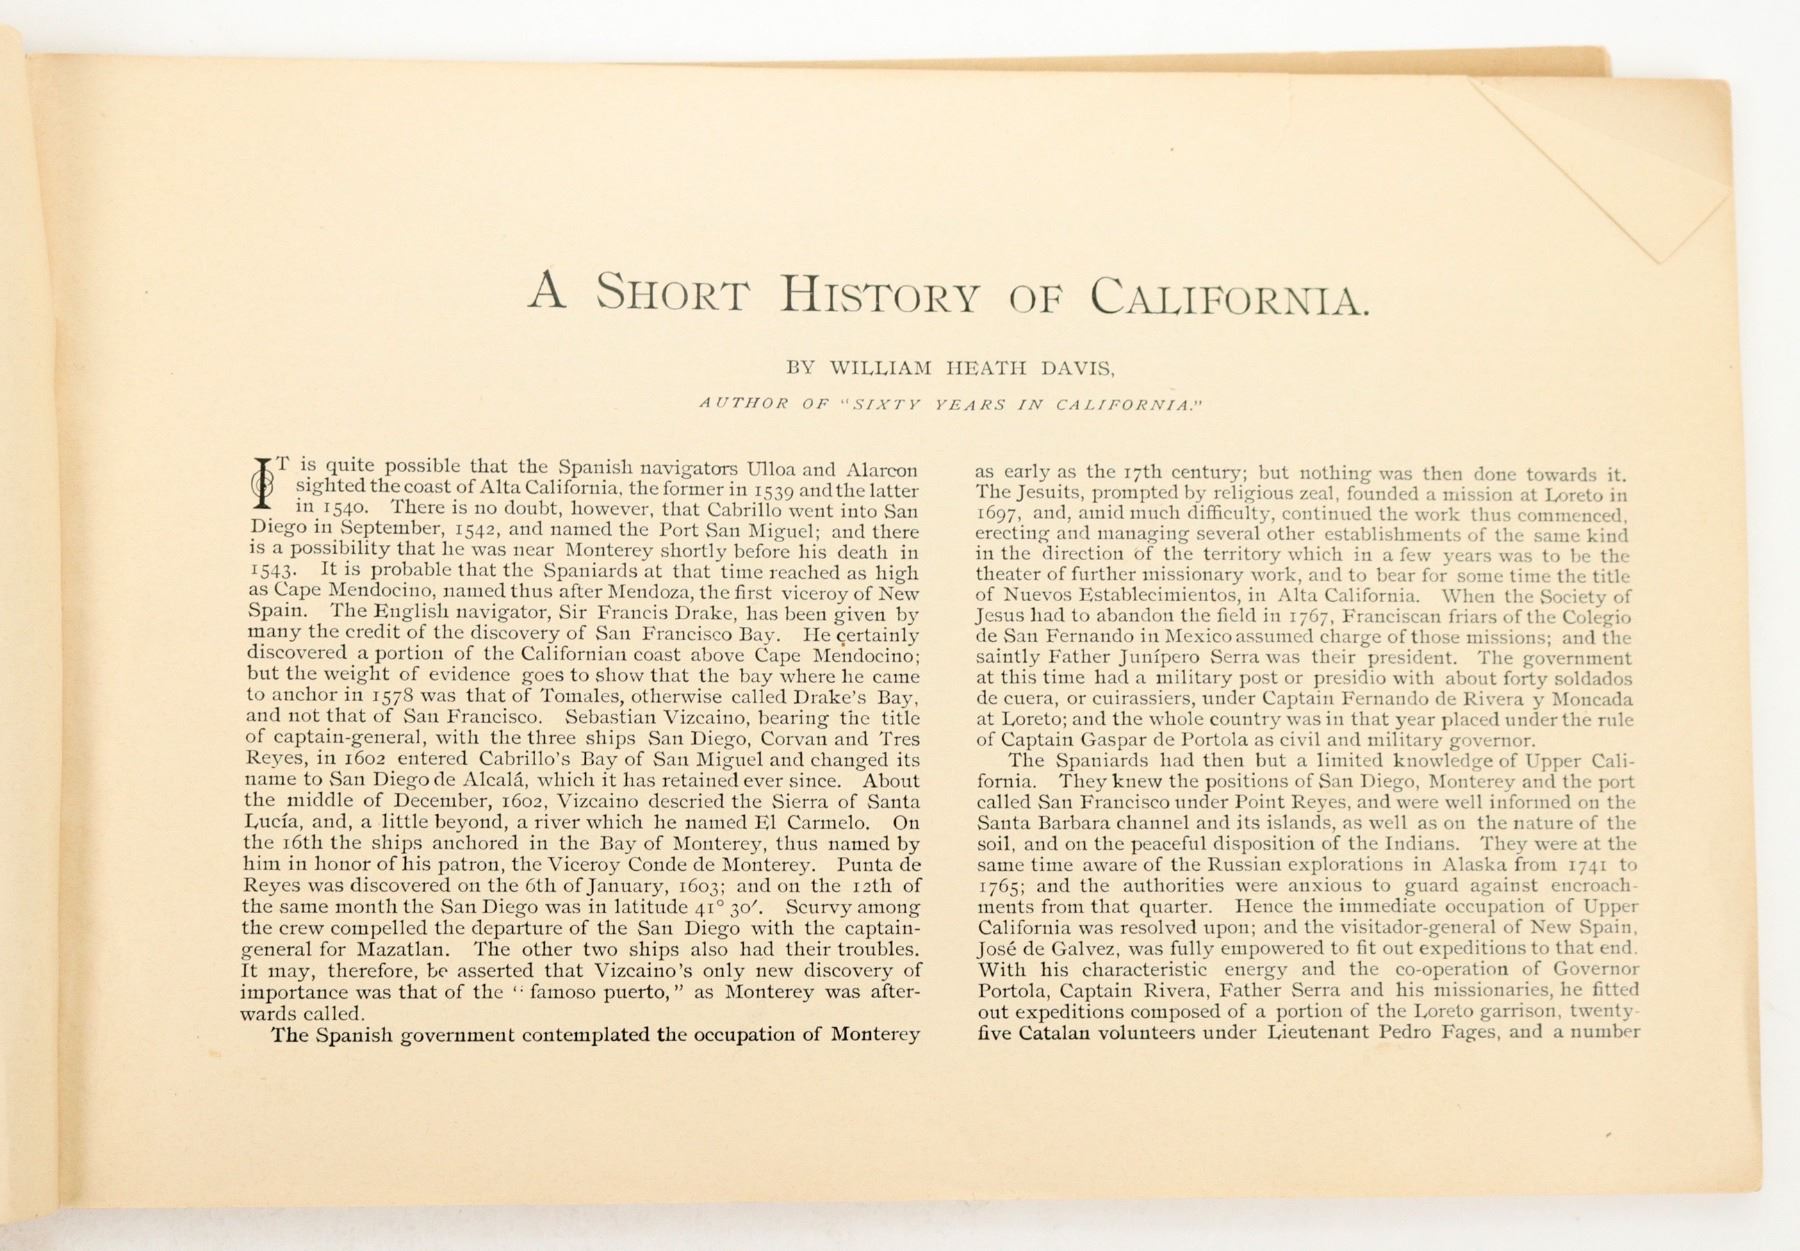 A SHORT HISTORY OF CALIFORNIA.
BY WILLIAM HEATH DAVIS,
AUTHOR OF "SIXTY YEARS IN CALIFORNIA."
IT is quite possible that the Spanish navigators Ulloa and Alarcon
sighted the coast of Alta California, the former in 1539 and the latter
in 1540. There is no doubt, however, that Cabrillo went into San
Diego in September, 1542, and named the Port San Miguel; and there
is a possibility that he was near Monterey shortly before his death in
1543. It is probable that the Spaniards at that time reached as high
as Cape Mendocino, named thus after Mendoza, the first viceroy of New
Spain. The English navigator, Sir Francis Drake, has been given by
many the credit of the discovery of San Francisco Bay. He certainly
discovered a portion of the Californian coast above Cape Mendocino;
but the weight of evidence goes to show that the bay where he came
to anchor in 1578 was that of Tomales, otherwise called Drake's Bay,
and not that of San Francisco. Sebastian Vizcaino, bearing the title
of captain-general, with the three ships San Diego, Corvan and Tres
Reyes, in 1602 entered Cabrillo's Bay of San Miguel and changed its
name to San Diego de Alcalá, which it has retained ever since. About
the middle of December, 1602, Vizcaino descried the Sierra of Santa
Lucía, and, a little beyond, a river which he named El Carmelo. On
the 16th the ships anchored in the Bay of Monterey, thus named by
him in honor of his patron, the Viceroy Conde de Monterey. Punta de
Reyes was discovered on the 6th of January, 1603; and on the 12th of
the same month the San Diego was in latitude 41° 30′. Scurvy among
the crew compelled the departure of the San Diego with the captain-
general for Mazatlan. The other two ships also had their troubles.
It may, therefore, be asserted that Vizcaino's only new discovery of
importance was that of the "famoso puerto," as Monterey was after-
wards called.
The Spanish government contemplated the occupation of Monterey
as early as the 17th century; but nothing was then done towards it.
The Jesuits, prompted by religious zeal, founded a mission at Loreto in
1697, and, amid much difficulty, continued the work thus commenced,
erecting and managing several other establishments of the same kind
in the direction of the territory which in a few years was to be the
theater of further missionary work, and to bear for some time the title
of Nuevos Establecimientos, in Alta California. When the Society of
Jesus had to abandon the field in 1767, Franciscan friars of the Colegio
de San Fernando in Mexico assumed charge of those missions; and the
saintly Father Junípero Serra was their president. The government
at this time had a military post or presidio with about forty soldados
de cuera, or cuirassiers, under Captain Fernando de Rivera y Moncada
at Loreto; and the whole country was in that year placed under the rule
of Captain Gaspar de Portola as civil and military governor.
The Spaniards had then but a limited knowledge of Upper Cali-
fornia. They knew the positions of San Diego, Monterey and the port
called San Francisco under Point Reyes, and were well informed on the
Santa Barbara channel and its islands, as well as on the nature of the
soil, and on the peaceful disposition of the Indians. They were at the
same time aware of the Russian explorations in Alaska from 1741 to
1765; and the authorities were anxious to guard against encroach-
ments from that quarter. Hence the immediate occupation of Upper
California was resolved upon; and the visitador-general of New Spain,
José de Galvez, was fully empowered to fit out expeditions to that end.
With his characteristic energy and the co-operation of Governor
Portola, Captain Rivera, Father Serra and his missionaries, he fitted
out expeditions composed of a portion of the Loreto garrison, twenty-
five Catalan volunteers under Lieutenant Pedro Fages, and a number